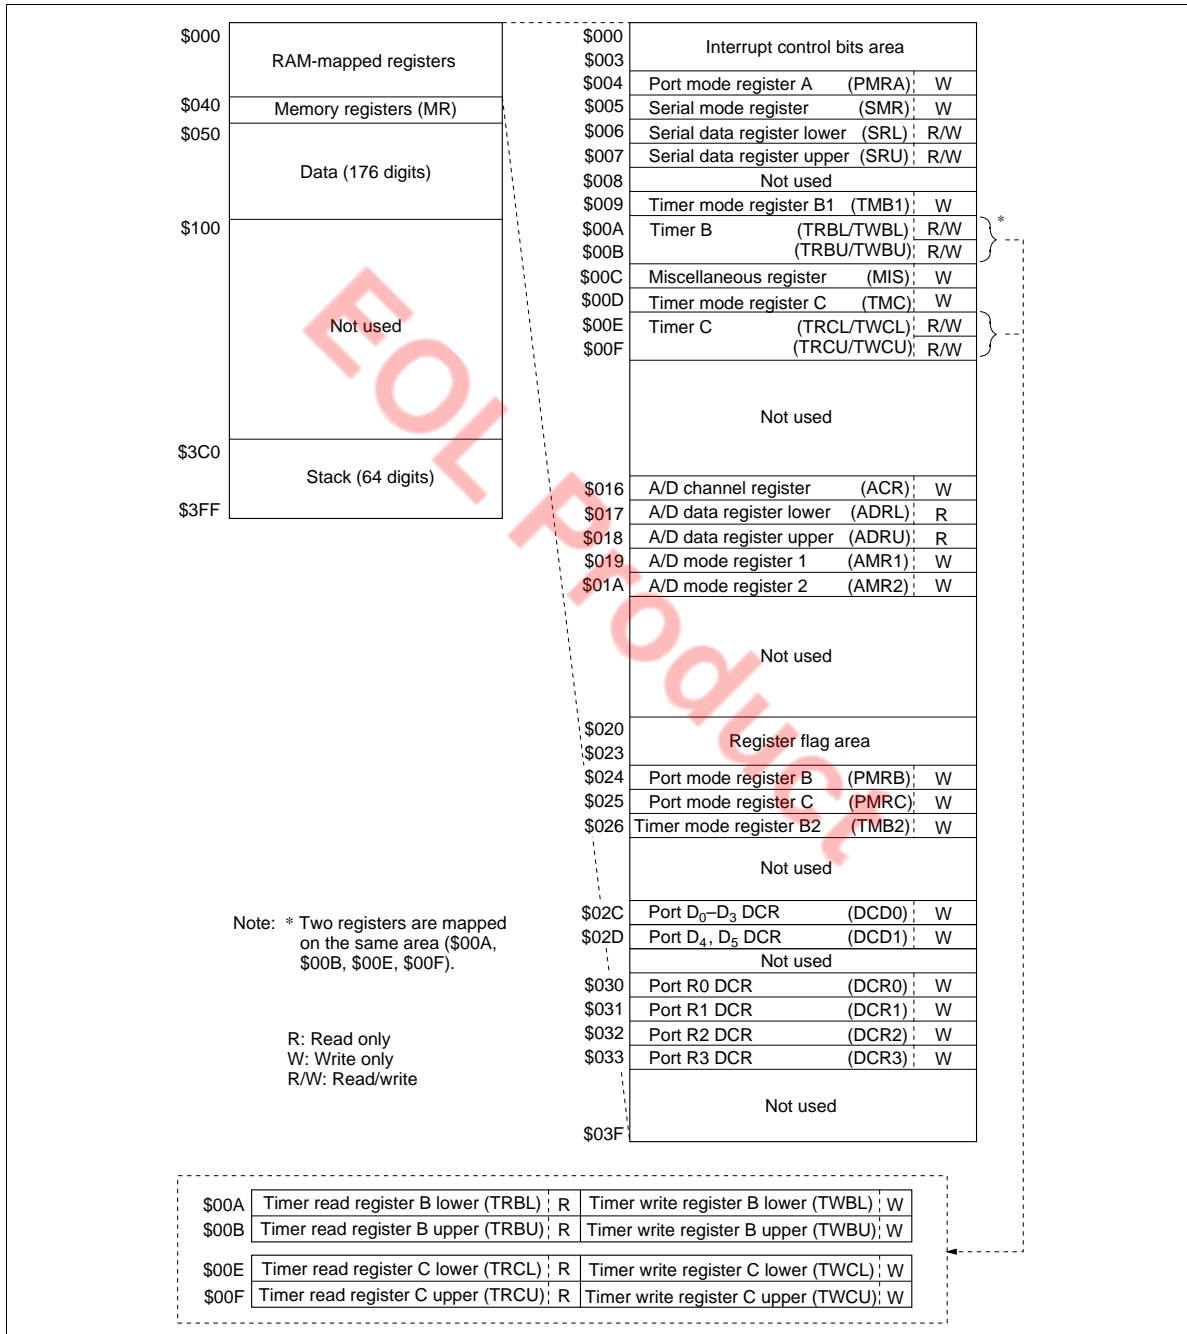 $000
RAM-mapped registers
$040
Memory registers (MR)
$050
Data (176 digits)
$100
Not used
$3C0
Stack (64 digits)
$3FF
$000
Interrupt control bits area
$003
$004 Port mode register A (PMRA) W
$005 Serial mode register (SMR) W
$006 Serial data register lower (SRL) R/W
$007 Serial data register upper (SRU) R/W
$008 Not used
$009 Timer mode register B1 (TMB1) W
*
$00A Timer B (TRBL/TWBL) R/W
$00B (TRBU/TWBU) R/W
$00C Miscellaneous register (MIS) W
$00D Timer mode register C (TMC) W
$00E Timer C (TRCL/TWCL) R/W
$00F (TRCU/TWCU) R/W
Not used
$016 A/D channel register (ACR) W
$017 A/D data register lower (ADRL) R
$018 A/D data register upper (ADRU) R
$019 A/D mode register 1 (AMR1) W
$01A A/D mode register 2 (AMR2) W
Not used
$020
Register flag area
$023
$024 Port mode register B (PMRB) W
$025 Port mode register C (PMRC) W
$026 Timer mode register B2 (TMB2) W
Not used
$02C Port D0–D3 DCR (DCD0) W
$02D Port D4, D5 DCR (DCD1) W
Not used
$030 Port R0 DCR (DCR0) W
$031 Port R1 DCR (DCR1) W
$032 Port R2 DCR (DCR2) W
$033 Port R3 DCR (DCR3) W
Not used
$03F
Note: * Two registers are mapped
on the same area ($00A,
$00B, $00E, $00F).
R: Read only
W: Write only
R/W: Read/write
$00A Timer read register B lower (TRBL) R Timer write register B lower (TWBL) W
$00B Timer read register B upper (TRBU) R Timer write register B upper (TWBU) W
$00E Timer read register C lower (TRCL) R Timer write register C lower (TWCL) W
$00F Timer read register C upper (TRCU) R Timer write register C upper (TWCU) W
EOL Product